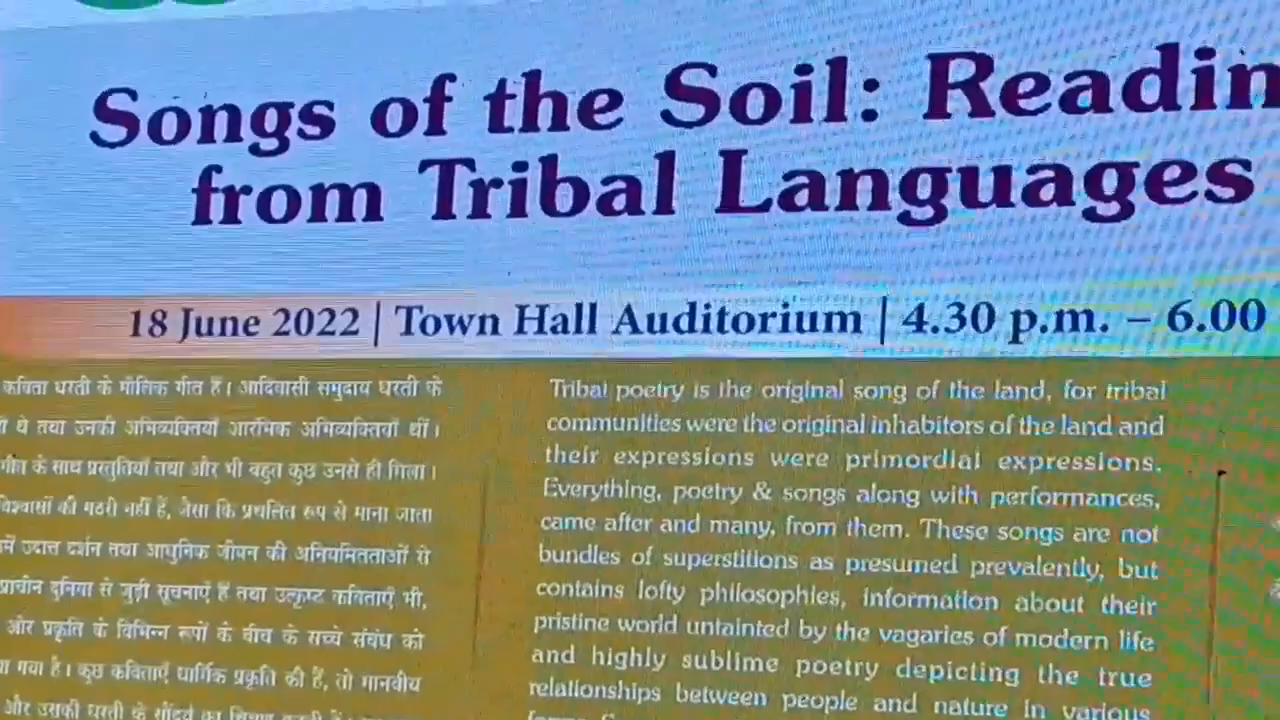 Songs of the Soil: Readin
from Tribal Languages
18 June 2022 | Town Hall Auditorium | 4.30 p.m. – 6.00
कविता धरती के मौलिक गीत हैं। आदिवासी समुदाय धरती के
थे तथा उनकी अभिव्यक्तियाँ आरंभिक अभिव्यक्तियाँ थीं।
गीत के साथ प्रस्तुतियाँ तथा और भी बहुत कुछ उनसे ही मिला।
विश्वासों की गठरी नहीं हैं, जैसा कि प्रचलित रूप से माना जाता
में उदात्त दर्शन तथा आधुनिक जीवन की अनियमितताओं से
प्राचीन दुनिया से जुड़ी सूचनाएँ हैं तथा उत्कृष्ट कविताएँ भी,
और प्रकृति के विभिन्न रूपों के बीच के सच्चे संबंध को
गया है। कुछ कविताएँ धार्मिक प्रकृति की हैं, तो मानवीय
और उसकी धरती के सौंदर्य का
Tribal poetry is the original song of the land, for tribal
communities were the original inhabitors of the land and
their expressions were primordial expressions.
Everything, poetry & songs along with performances,
came after and many, from them. These songs are not
bundles of superstitions as presumed prevalently, but
contains lofty philosophies, information about their
pristine world untainted by the vagaries of modern life
and highly sublime poetry depicting the true
relationships between people and nature in various